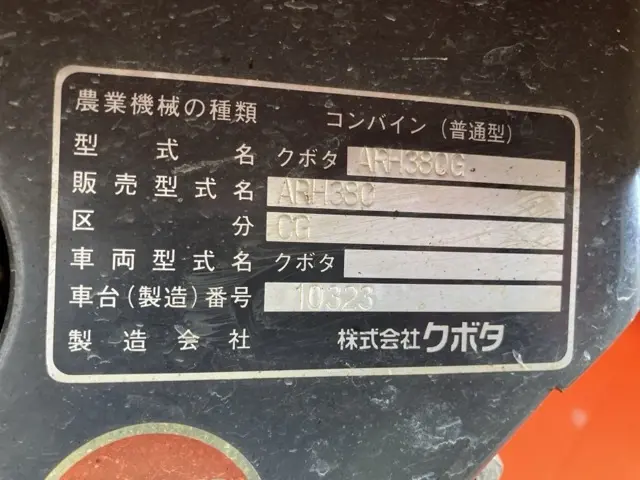 農業機械の種類 コンバイン(普通型)
型式名 クボタ ARH380G
販売型式名 ARH380
区分 CG
車両型式名 クボタ
車台(製造)番号 10323
製造会社 株式会社クボタ